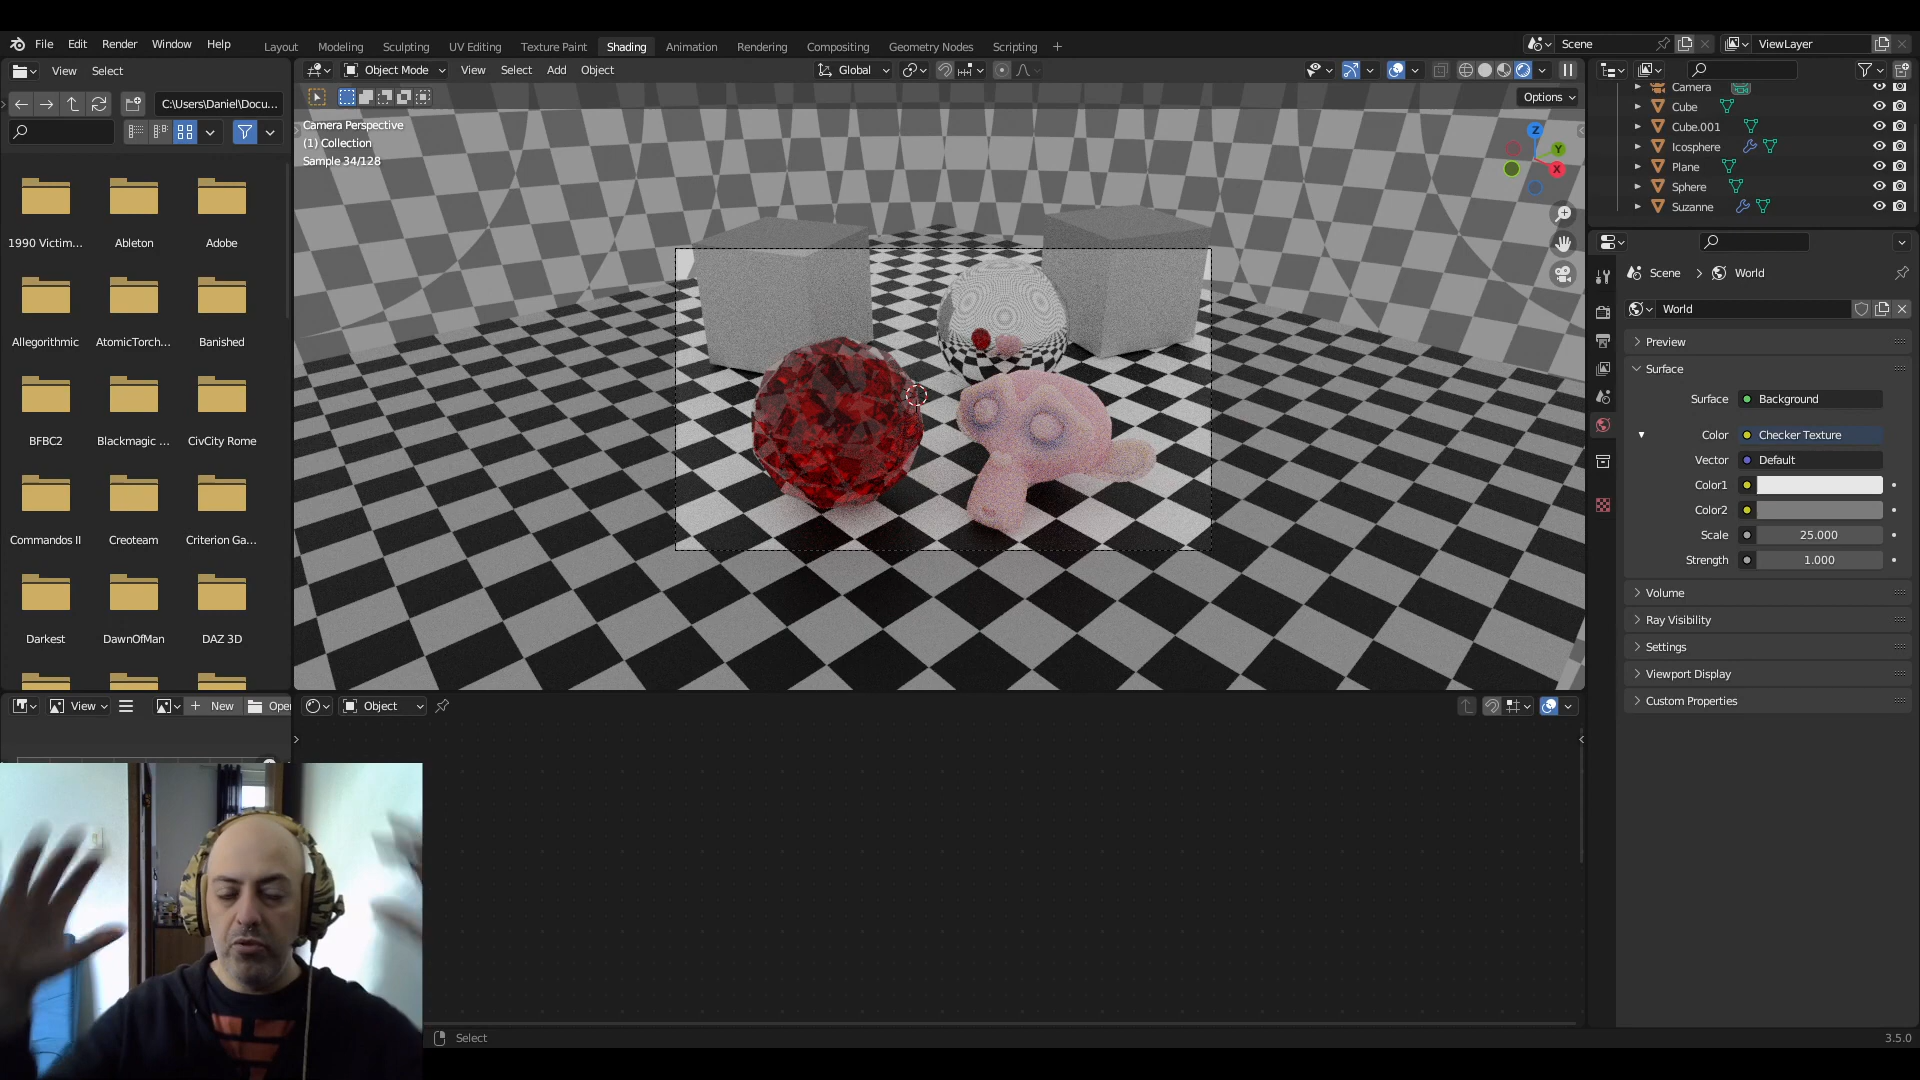 File Edit Render Window Help
Layout Modeling Sculpting UV Editing Texture Paint Shading Animation Rendering Compositing Geometry Nodes Scripting
Scene
ViewLayer
View Select
Object Mode View Select Add Object
Global
C:\Users\Daniel\Docu...
Options
Camera Perspective
(1) Collection
Sample 34/128
Z
Y
X
1990 Victim... Ableton Adobe
Allegorithmic AtomicTorch... Banished
BFBC2 Blackmagic ... CivCity Rome
Commandos II Creoteam Criterion Ga...
Darkest DawnOfMan DAZ 3D
View New Open
Object
Camera
Cube
Cube.001
Icosphere
Plane
Sphere
Suzanne
Scene > World
World
Preview
Surface
Surface Background
Color Checker Texture
Vector Default
Color1
Color2
Scale 25.000
Strength 1.000
Volume
Ray Visibility
Settings
Viewport Display
Custom Properties
Select
3.5.0